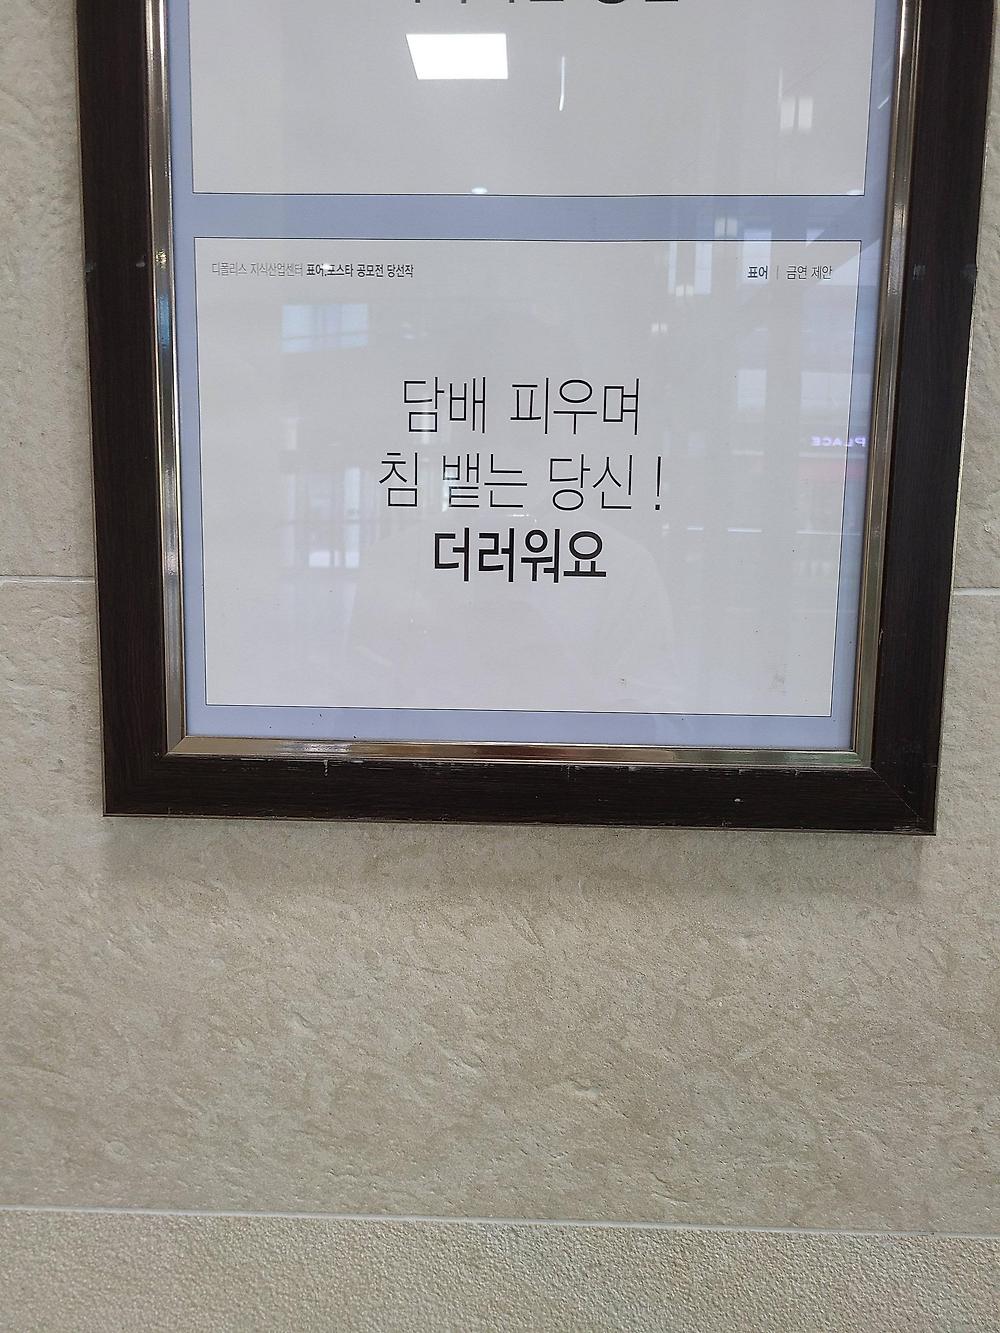 디폴리스 지식산업센터 표어,포스타 공모전 당선작
표어 | 금연 제안
담배 피우며
침 뱉는 당신!
더러워요
PLACE